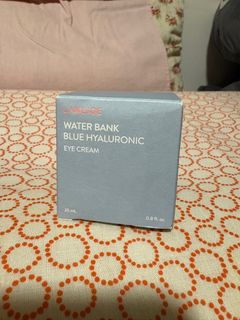 LANEIGE
WATER BANK
BLUE HYALURONIC
EYE CREAM
25 mL
0.8 fl. oz.